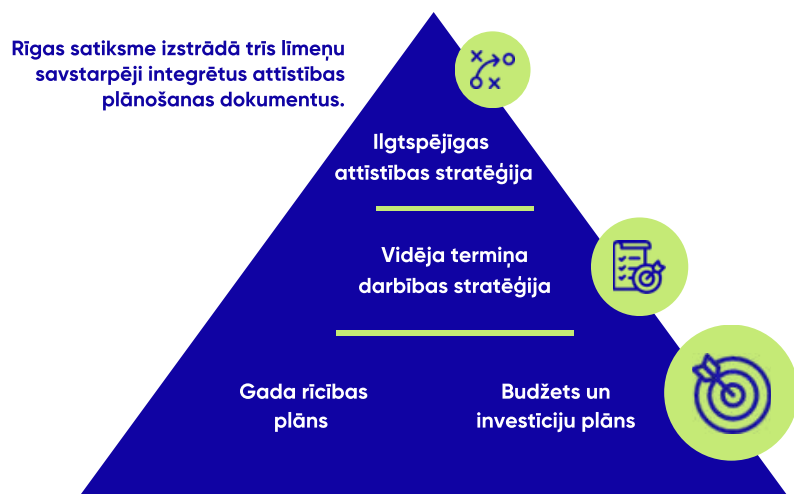 Rīgas satiksme izstrādā trīs līmeņu
savstarpēji integrētus attīstības
plānošanas dokumentus.
Ilgtspējīgas
attīstības stratēģija
Vidēja termiņa
darbības stratēģija
Gada rīcības
plāns
Budžets un
investīciju plāns